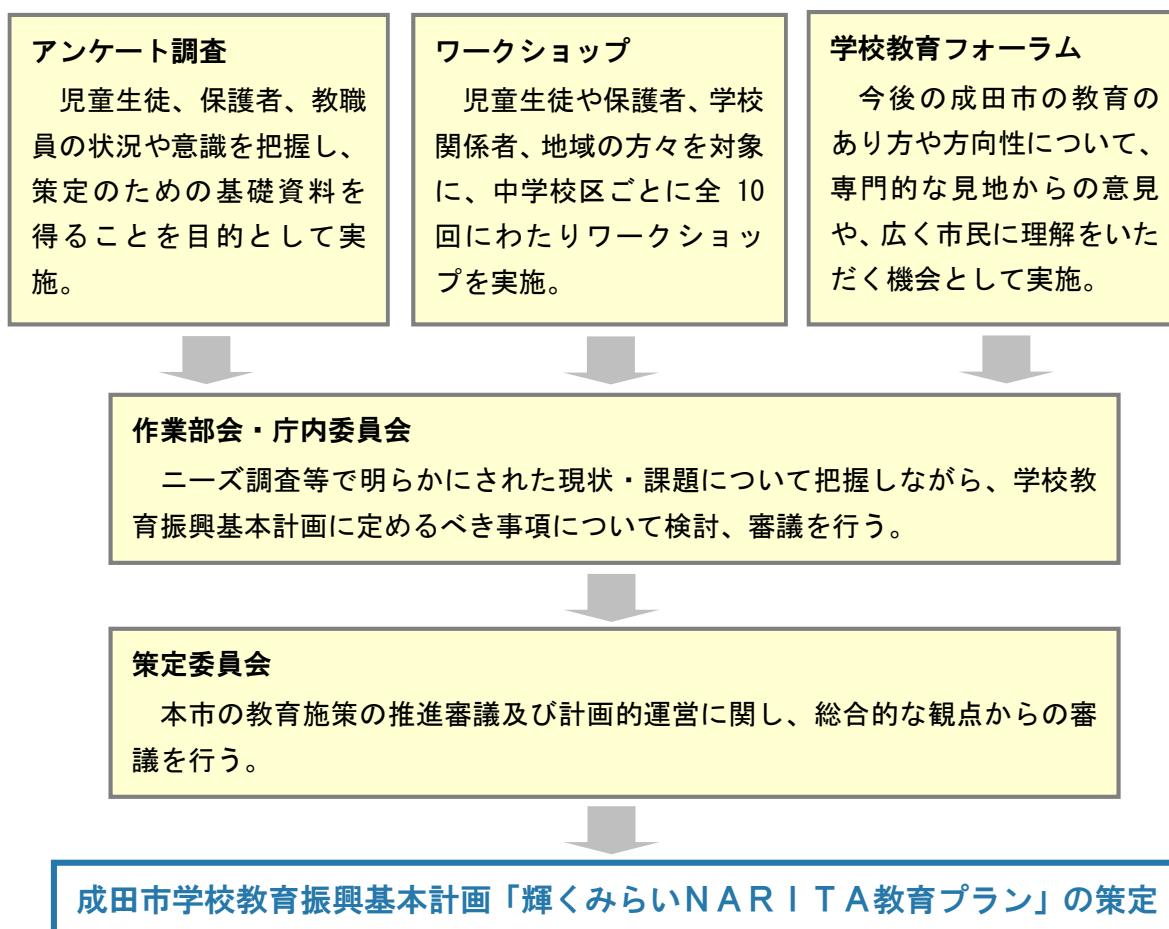 アンケート調査
児童生徒、保護者、教職
員の状況や意識を把握し、
策定のための基礎資料を
得ることを目的として実
施。
ワークショップ
児童生徒や保護者、学校
関係者、地域の方々を対象
に、中学校区ごとに全 10
回にわたりワークショッ
プを実施。
学校教育フォーラム
今後の成田市の教育の
あり方や方向性について、
専門的な見地からの意見
や、広く市民に理解をいた
だく機会として実施。
作業部会・庁内委員会
ニーズ調査等で明らかにされた現状・課題について把握しながら、学校教
育振興基本計画に定めるべき事項について検討、審議を行う。
策定委員会
本市の教育施策の推進審議及び計画的運営に関し、総合的な観点からの審
議を行う。
成田市学校教育振興基本計画「輝くみらいNARITA教育プラン」の策定